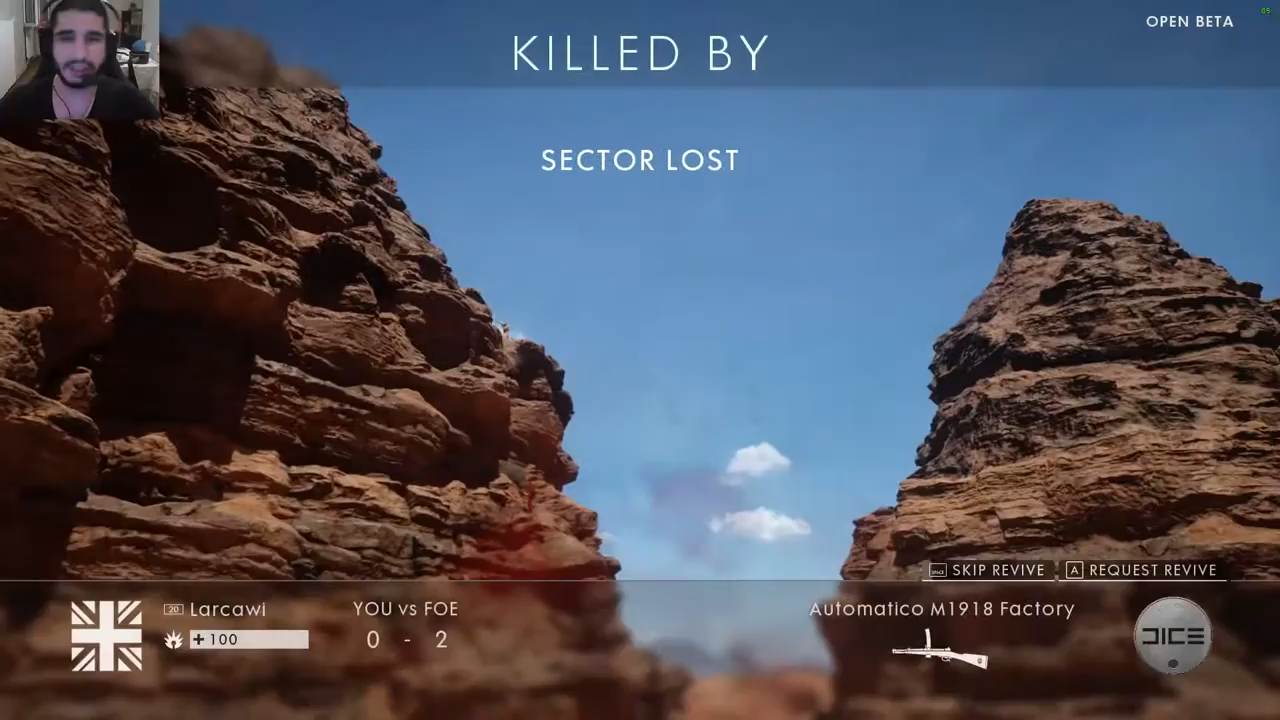 OPEN BETA
KILLED BY
SECTOR LOST
SKIP REVIVE
A REQUEST REVIVE
20 Larcawi
YOU vs FOE
Automatico M1918 Factory
+ 100
0 - 2
DICE